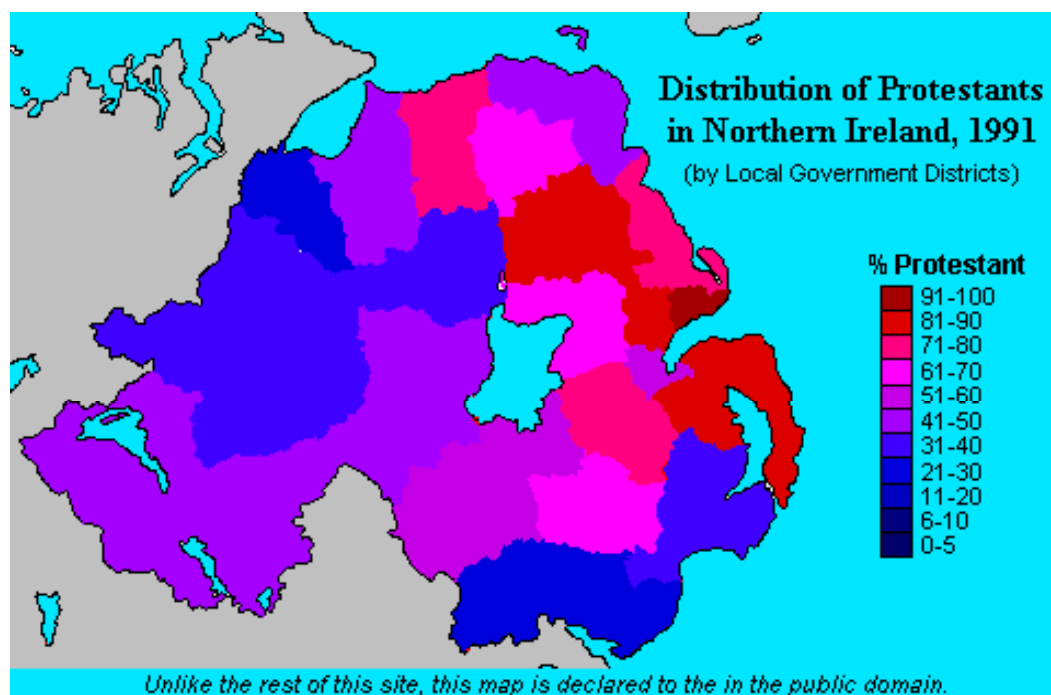 Distribution of Protestants
in Northern Ireland, 1991
(by Local Government Districts)
% Protestant
91-100
81-90
71-80
61-70
51-60
41-50
31-40
21-30
11-20
6-10
0-5
Unlike the rest of this site, this map is declared to the in the public domain.